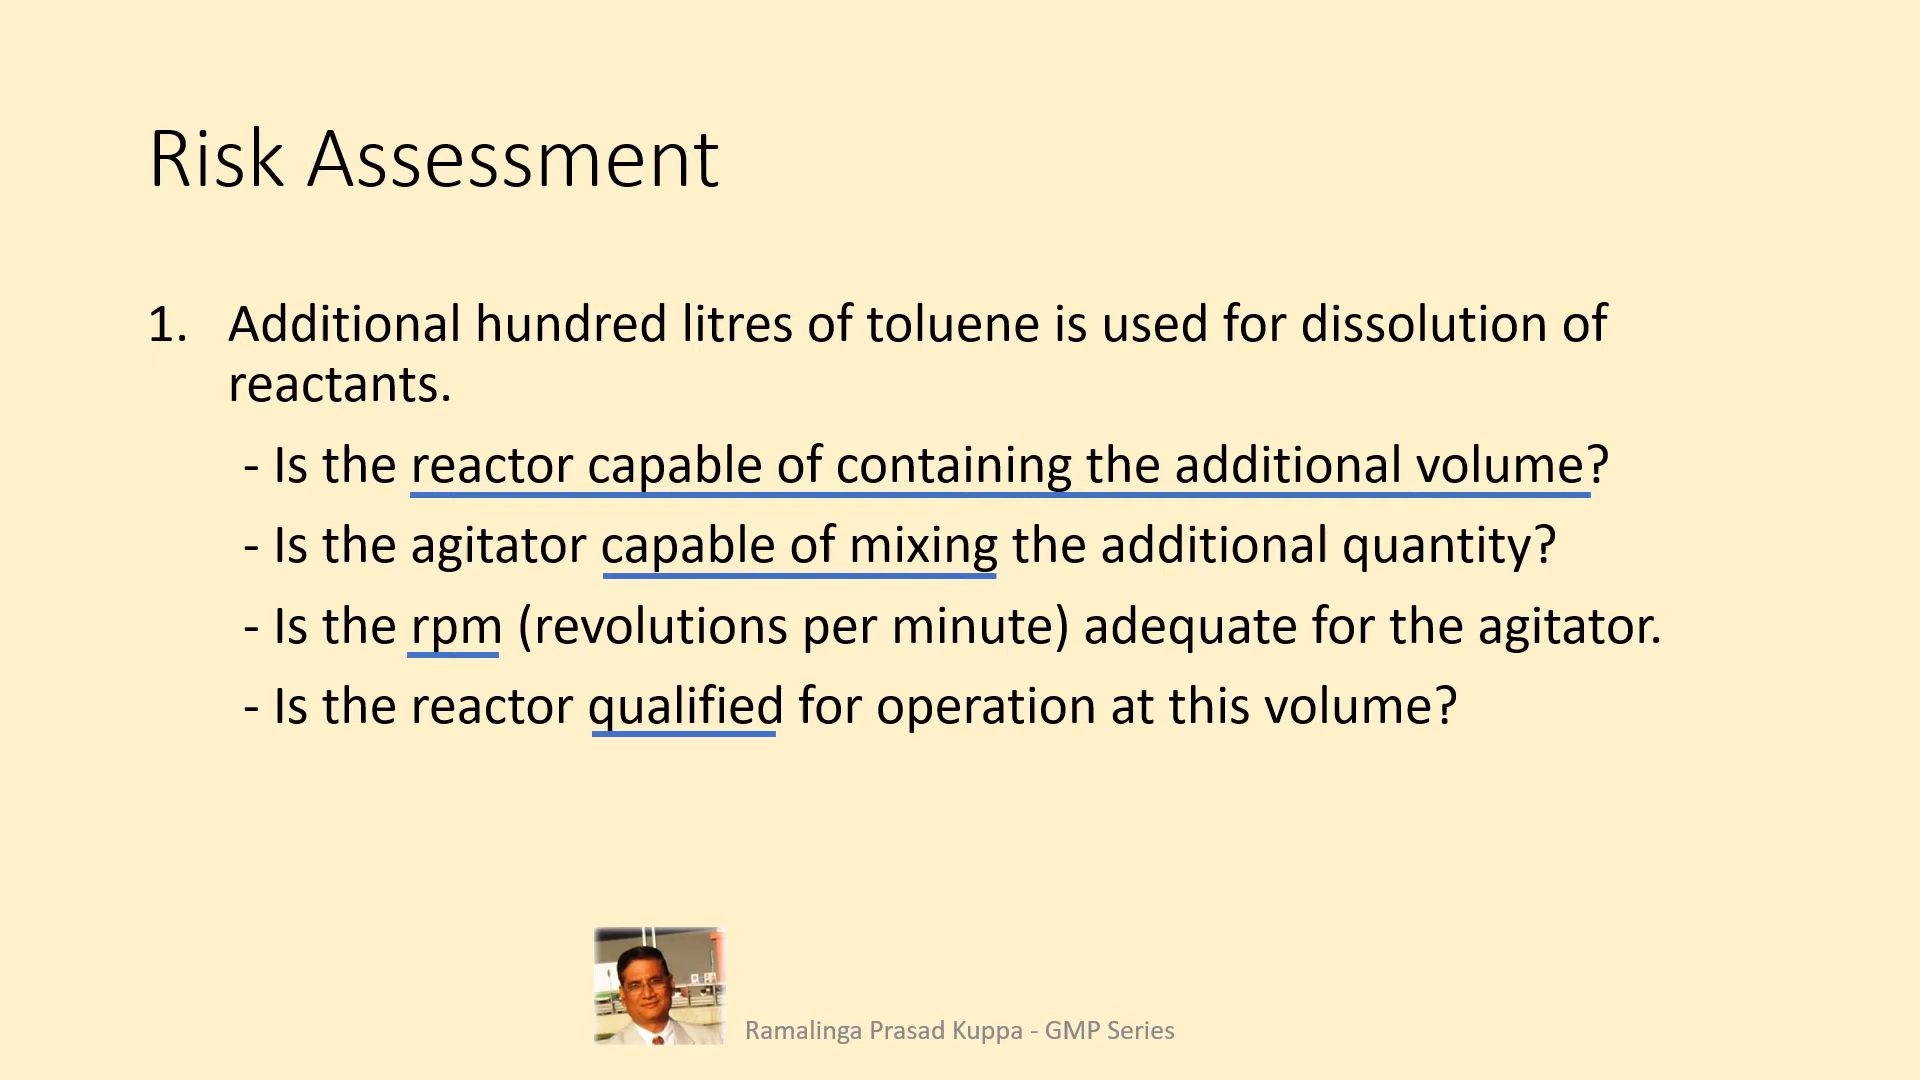 Risk Assessment
1. Additional hundred litres of toluene is used for dissolution of
reactants.
- Is the reactor capable of containing the additional volume?
- Is the agitator capable of mixing the additional quantity?
- Is the rpm (revolutions per minute) adequate for the agitator.
- Is the reactor qualified for operation at this volume?
Ramalinga Prasad Kuppa - GMP Series